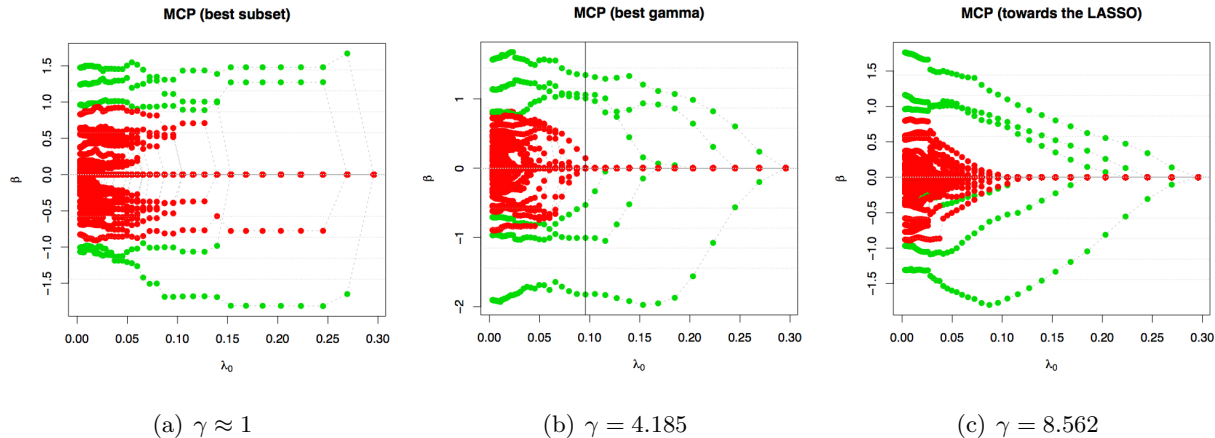 MCP (best subset)
MCP (best gamma)
MCP (towards the LASSO)
β
1.5
1.0
0.5
0.0
−0.5
−1.0
−1.5
0.00 0.05 0.10 0.15 0.20 0.25 0.30
λ0
β
1
0
−1
−2
0.00 0.05 0.10 0.15 0.20 0.25 0.30
λ0
β
1.5
1.0
0.5
0.0
−0.5
−1.0
−1.5
0.00 0.05 0.10 0.15 0.20 0.25 0.30
λ0
(a) γ ≈ 1
(b) γ = 4.185
(c) γ = 8.562